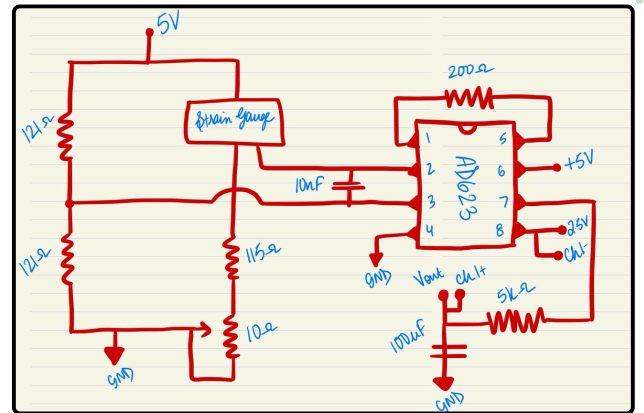 5V
121Ω
Strain Gauge
200Ω
1
5
2
6
+5V
10nF
AD623
3
7
4
8
2.5V
Ch1-
121Ω
115Ω
GND
Vout
Ch1+
5kΩ
10Ω
100uF
GND
GND